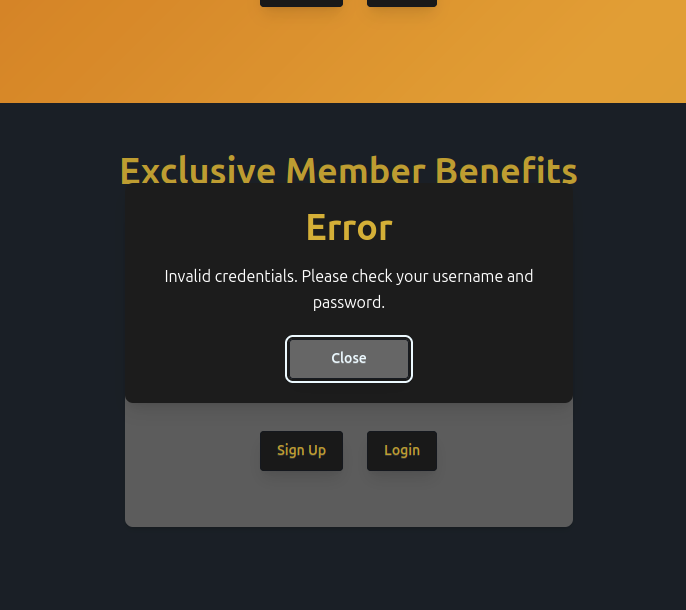 Exclusive Member Benefits
Error
Invalid credentials. Please check your username and
password.
Close
Sign Up
Login